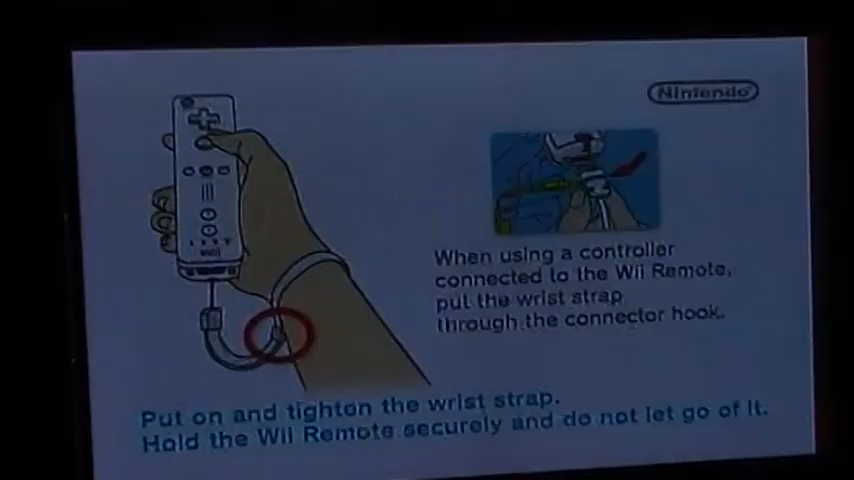 Nintendo
When using a controller
connected to the Wii Remote,
put the wrist strap
through the connector hook.
Put on and tighten the wrist strap.
Hold the Wii Remote securely and do not let go of it.